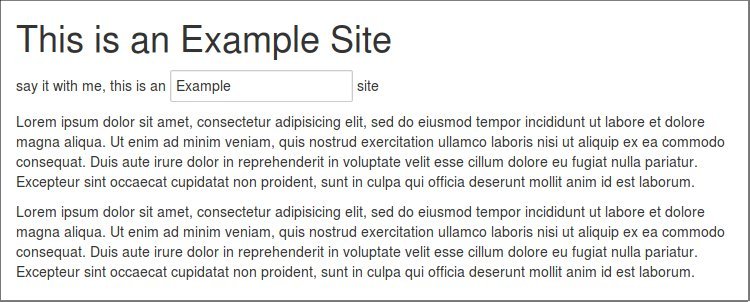 This is an Example Site
say it with me, this is an Example site
Lorem ipsum dolor sit amet, consectetur adipisicing elit, sed do eiusmod tempor incididunt ut labore et dolore
magna aliqua. Ut enim ad minim veniam, quis nostrud exercitation ullamco laboris nisi ut aliquip ex ea commodo
consequat. Duis aute irure dolor in reprehenderit in voluptate velit esse cillum dolore eu fugiat nulla pariatur.
Excepteur sint occaecat cupidatat non proident, sunt in culpa qui officia deserunt mollit anim id est laborum.
Lorem ipsum dolor sit amet, consectetur adipisicing elit, sed do eiusmod tempor incididunt ut labore et dolore
magna aliqua. Ut enim ad minim veniam, quis nostrud exercitation ullamco laboris nisi ut aliquip ex ea commodo
consequat. Duis aute irure dolor in reprehenderit in voluptate velit esse cillum dolore eu fugiat nulla pariatur.
Excepteur sint occaecat cupidatat non proident, sunt in culpa qui officia deserunt mollit anim id est laborum.